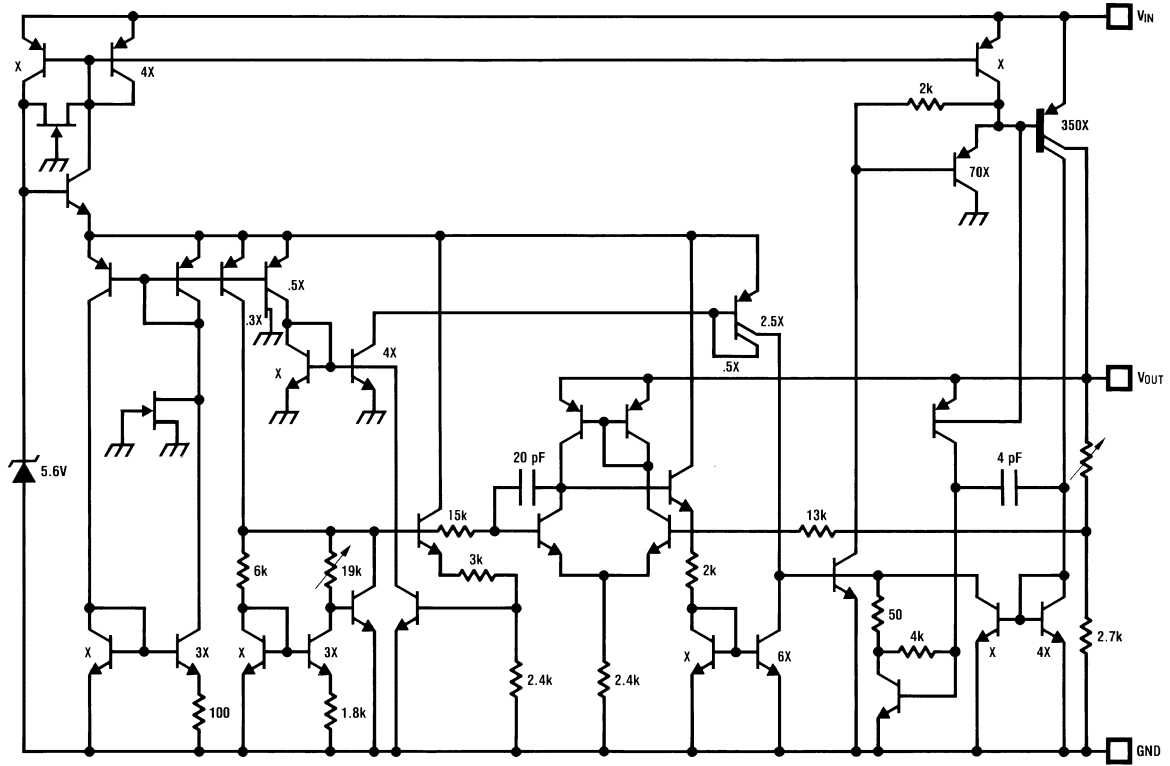 VIN
X
4X
X
2k
350X
70X
.5X
.3X
2.5X
4X
X
.5X
VOUT
5.6V
20 pF
4 pF
15k
13k
3k
6k
19k
2k
50
4k
2.7k
X
3X
X
3X
X
6X
X
4X
2.4k
2.4k
100
1.8k
GND